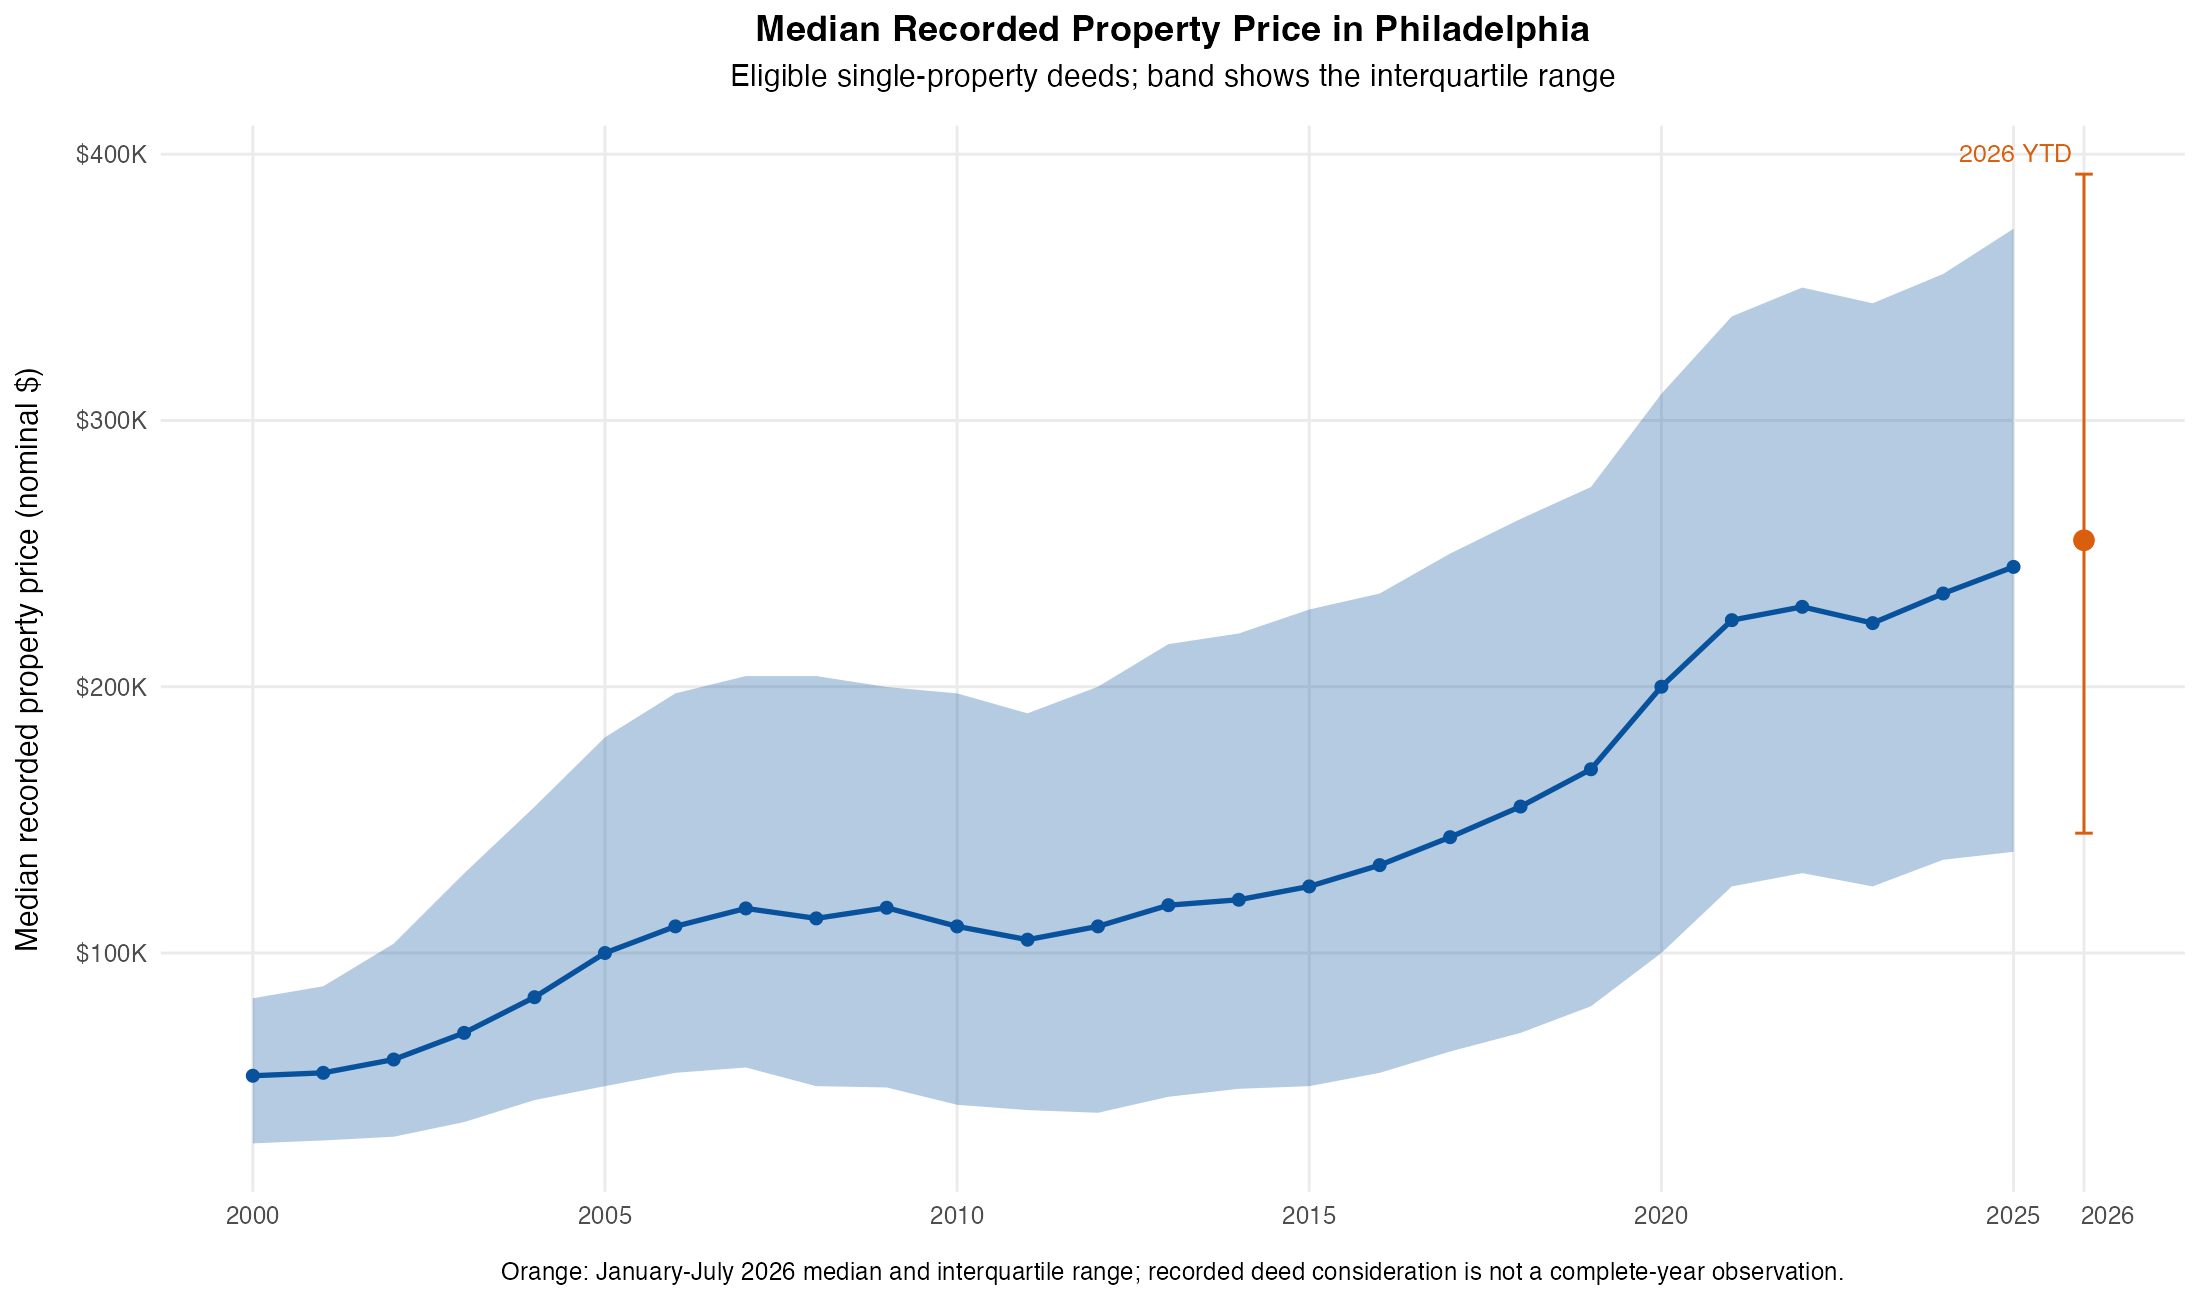 Median Recorded Property Price in Philadelphia
Eligible single-property deeds; band shows the interquartile range
Median recorded property price (nominal $)
$400K
$300K
$200K
$100K
2026 YTD
2000
2005
2010
2015
2020
2025
2026
Orange: January-July 2026 median and interquartile range; recorded deed consideration is not a complete-year observation.